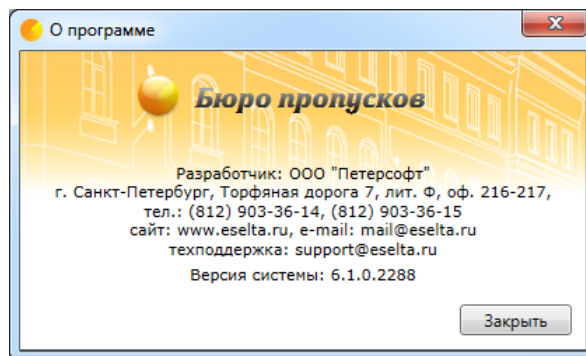 О программе
Бюро пропусков
Разработчик: ООО "Петерсофт"
г. Санкт-Петербург, Торфяная дорога 7, лит. Ф, оф. 216-217,
тел.: (812) 903-36-14, (812) 903-36-15
сайт: www.eselta.ru, e-mail: mail@eselta.ru
техподдержка: support@eselta.ru
Версия системы: 6.1.0.2288
Закрыть